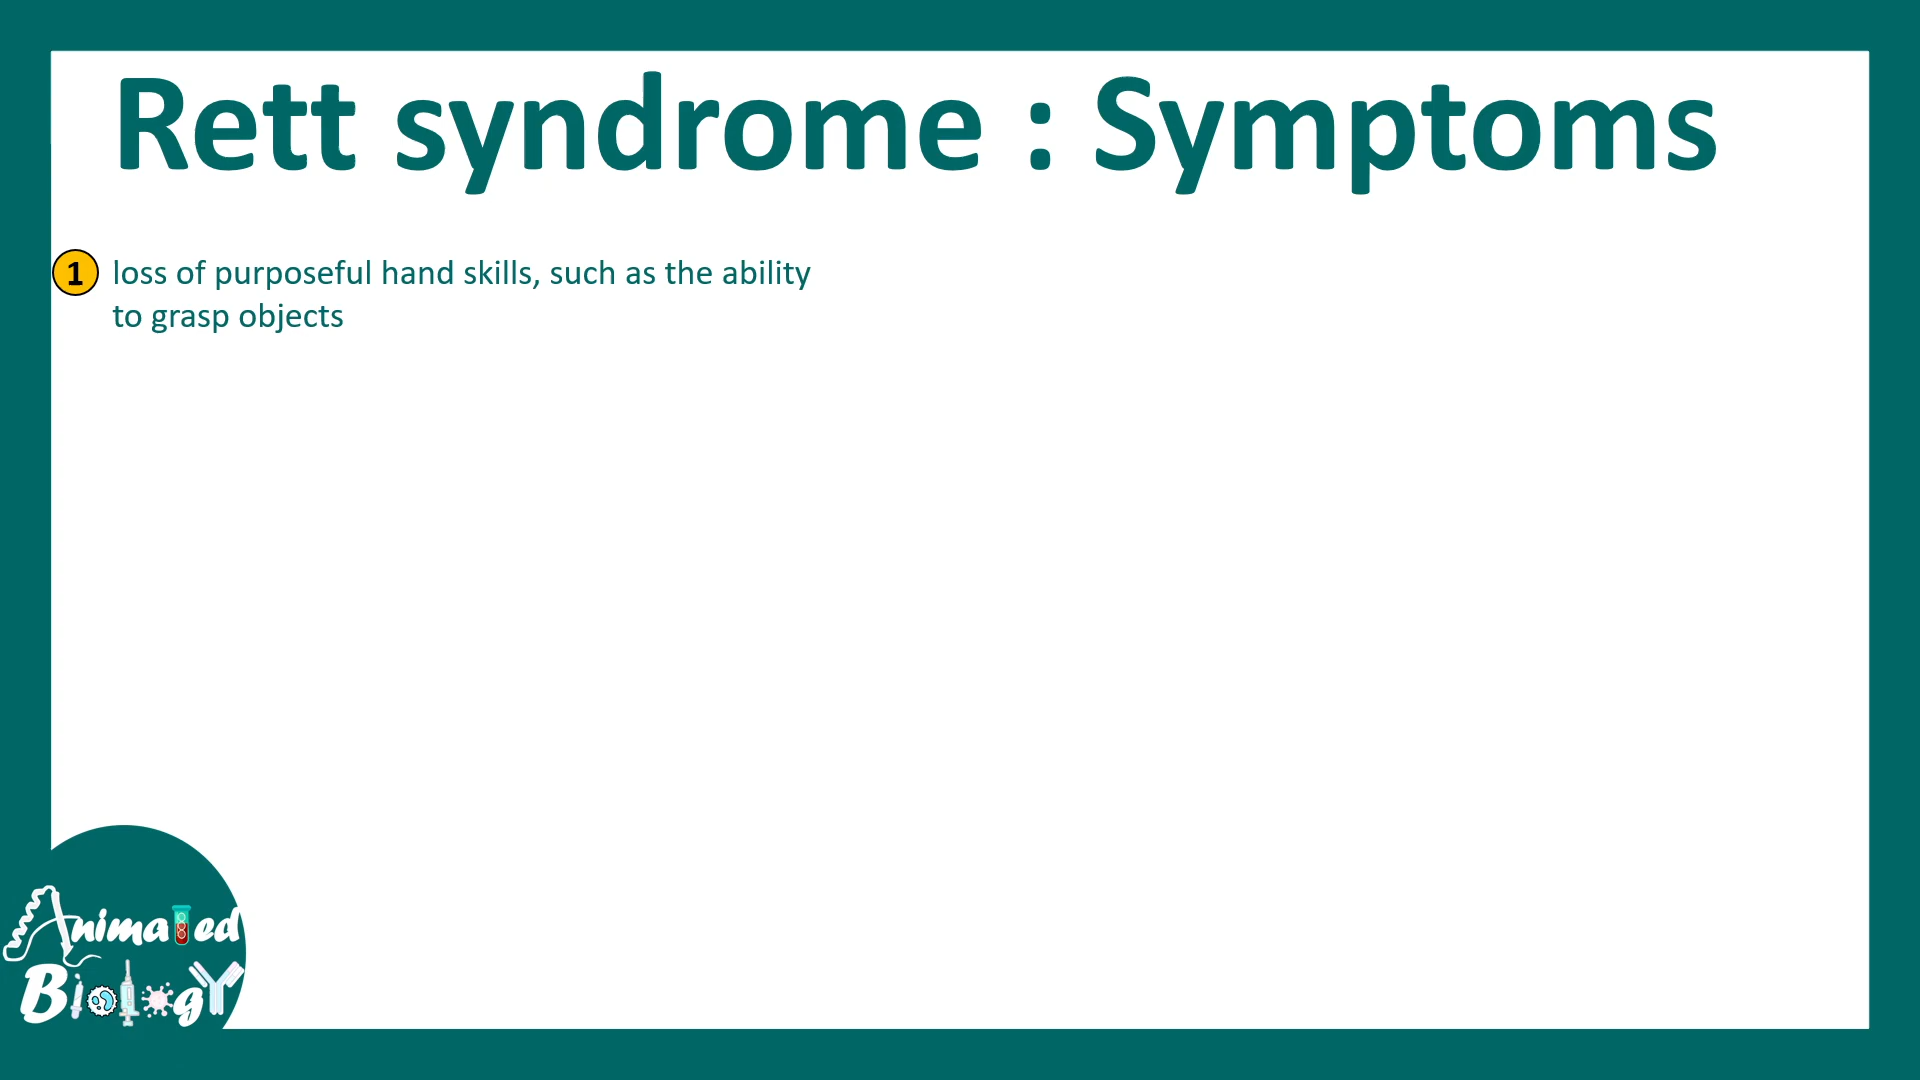 Rett syndrome : Symptoms
1 loss of purposeful hand skills, such as the ability
to grasp objects
Animated
Biology